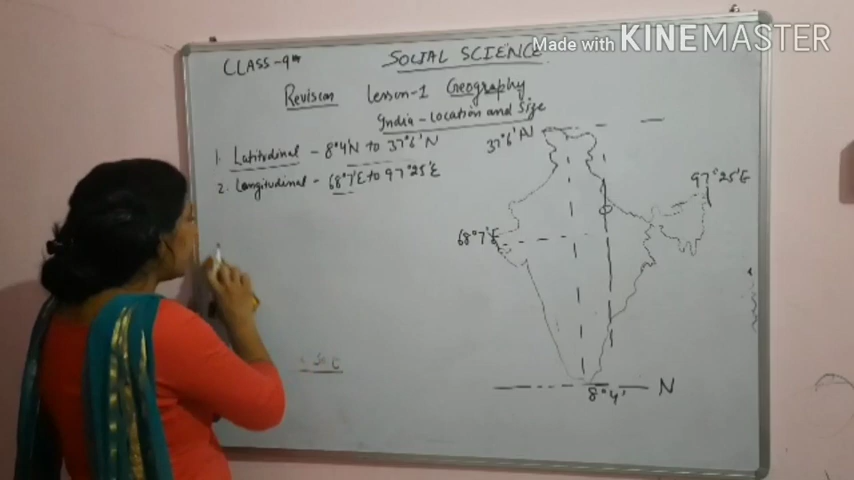 Made with KINEMASTER
CLASS-9th
SOCIAL SCIENCE
Revision Lesson-1 Geography
India - Location and Size
1. Latitudinal - 8°4'N to 37°6'N
2. Longitudinal - 68°7'E to 97°25'E
37°6'N
97°25'E
68°7'E
8°4'
N